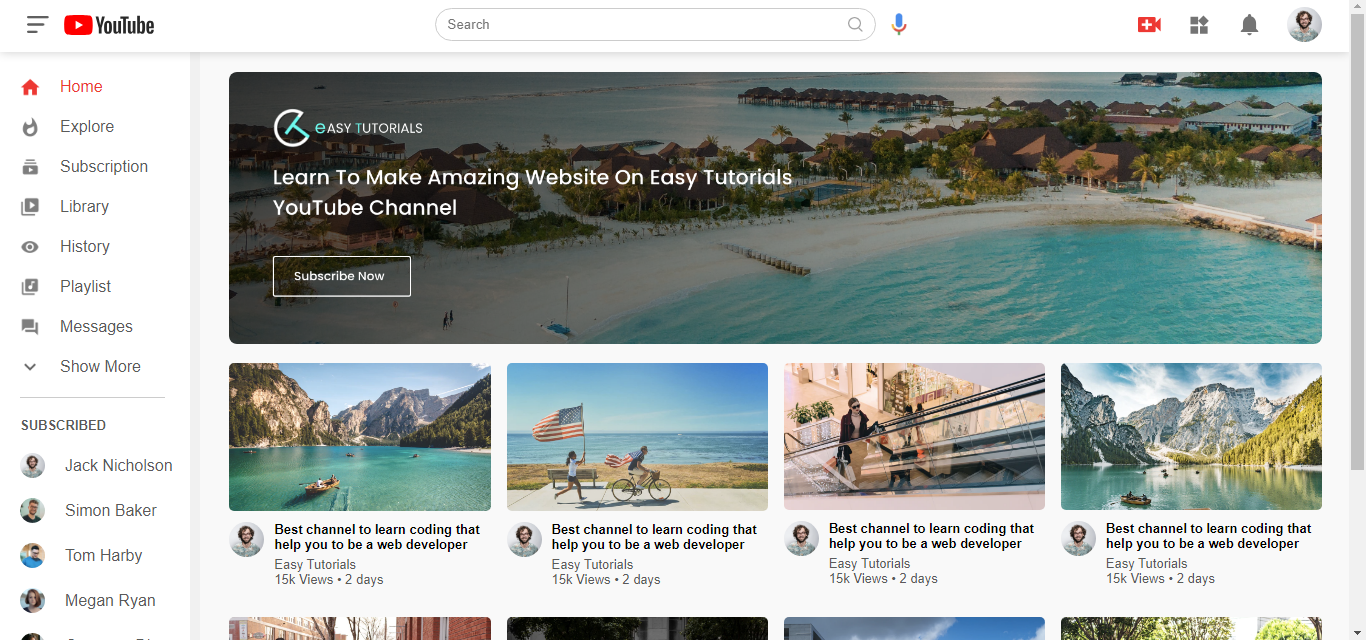 YouTube
Search
Home
Explore
Subscription
Library
History
Playlist
Messages
Show More
SUBSCRIBED
Jack Nicholson
Simon Baker
Tom Harby
Megan Ryan
eASY TUTORIALS
Learn To Make Amazing Website On Easy Tutorials
YouTube Channel
Subscribe Now
Best channel to learn coding that
help you to be a web developer
Easy Tutorials
15k Views • 2 days
Best channel to learn coding that
help you to be a web developer
Easy Tutorials
15k Views • 2 days
Best channel to learn coding that
help you to be a web developer
Easy Tutorials
15k Views • 2 days
Best channel to learn coding that
help you to be a web developer
Easy Tutorials
15k Views • 2 days